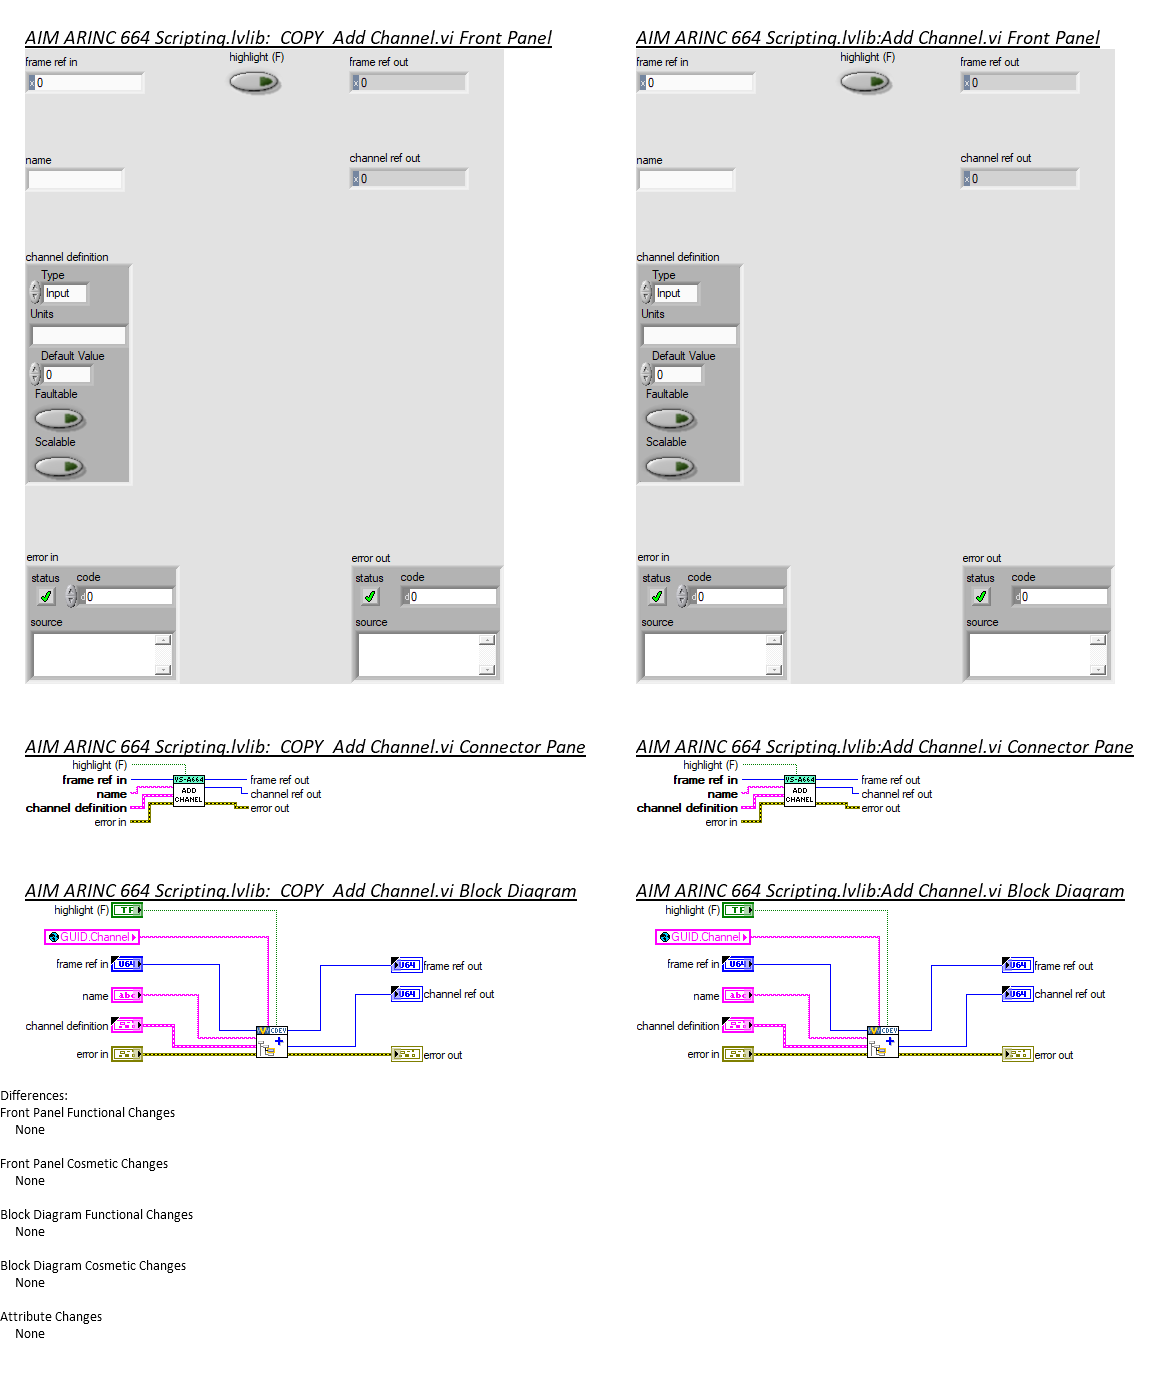 AIM ARINC 664 Scripting.lvlib:_COPY_Add Channel.vi Front Panel
frame ref in
highlight (F)
frame ref out
x 0
x 0
name
channel ref out
x 0
channel definition
Type
Input
Units
Default Value
0
Faultable
Scalable
error in
error out
status code
status code
d 0
d 0
source
source
AIM ARINC 664 Scripting.lvlib:Add Channel.vi Front Panel
frame ref in
highlight (F)
frame ref out
x 0
x 0
name
channel ref out
x 0
channel definition
Type
Input
Units
Default Value
0
Faultable
Scalable
error in
error out
status code
status code
d 0
d 0
source
source
AIM ARINC 664 Scripting.lvlib:_COPY_Add Channel.vi Connector Pane
highlight (F)
frame ref in
name
channel definition
error in
VS-A664
ADD
CHANEL
frame ref out
channel ref out
error out
AIM ARINC 664 Scripting.lvlib:Add Channel.vi Connector Pane
highlight (F)
frame ref in
name
channel definition
error in
VS-A664
ADD
CHANEL
frame ref out
channel ref out
error out
AIM ARINC 664 Scripting.lvlib:_COPY_Add Channel.vi Block Diagram
highlight (F) TF
GUID.Channel
frame ref in U64
U64 frame ref out
name abc
U64 channel ref out
channel definition
CDEV
error in
error out
AIM ARINC 664 Scripting.lvlib:Add Channel.vi Block Diagram
highlight (F) TF
GUID.Channel
frame ref in U64
U64 frame ref out
name abc
U64 channel ref out
channel definition
CDEV
error in
error out
Differences:
Front Panel Functional Changes
None
Front Panel Cosmetic Changes
None
Block Diagram Functional Changes
None
Block Diagram Cosmetic Changes
None
Attribute Changes
None